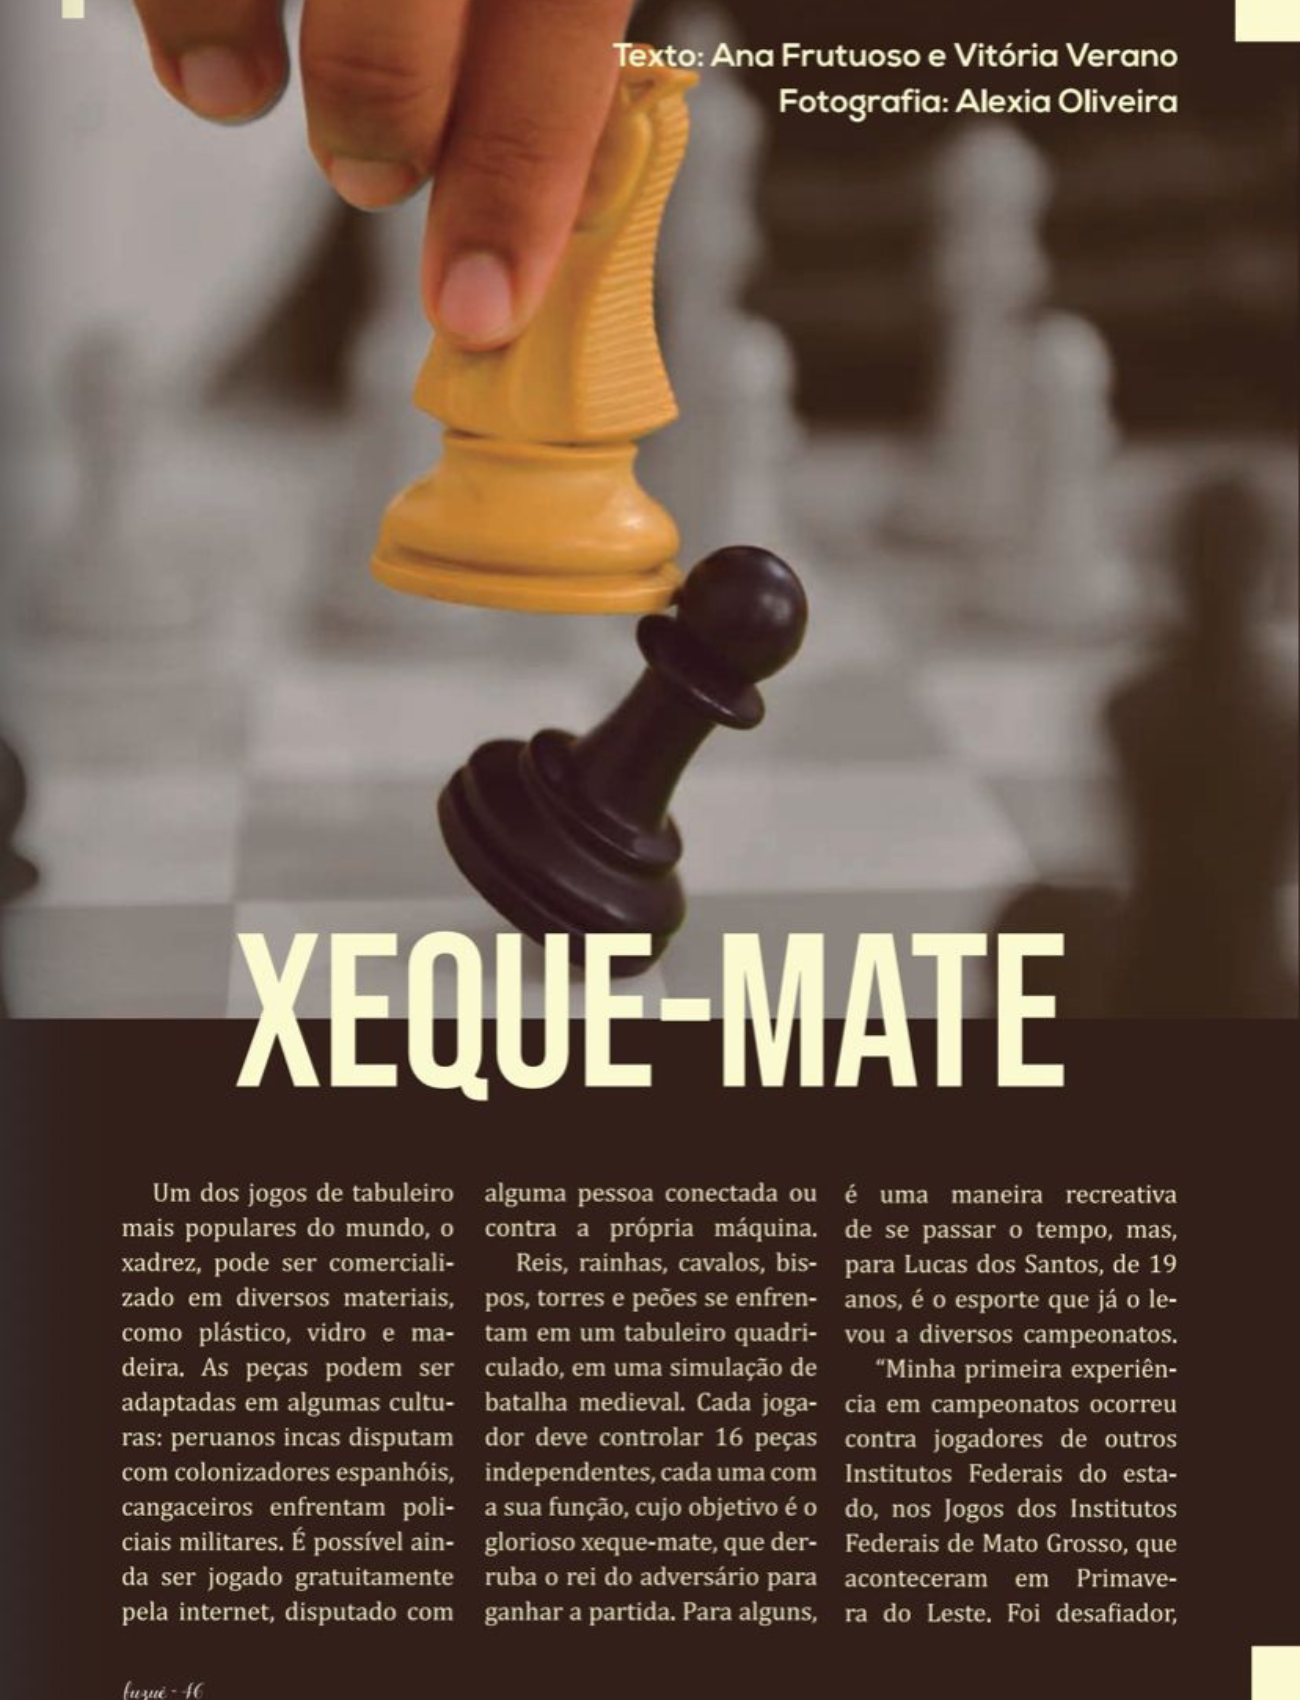 Texto: Ana Frutuoso e Vitória Verano
Fotografia: Alexia Oliveira
XEQUE-MATE
Um dos jogos de tabuleiro
mais populares do mundo, o
xadrez, pode ser comerciali-
zado em diversos materiais,
como plástico, vidro e ma-
deira. As peças podem ser
adaptadas em algumas cultu-
ras: peruanos incas disputam
com colonizadores espanhóis,
cangaceiros enfrentam poli-
ciais militares. É possível ain-
da ser jogado gratuitamente
pela internet, disputado com
alguma pessoa conectada ou
contra a própria máquina.
Reis, rainhas, cavalos, bis-
pos, torres e peões se enfren-
tam em um tabuleiro quadri-
culado, em uma simulação de
batalha medieval. Cada joga-
dor deve controlar 16 peças
independentes, cada uma com
a sua função, cujo objetivo é o
glorioso xeque-mate, que der-
ruba o rei do adversário para
ganhar a partida. Para alguns,
é uma maneira recreativa
de se passar o tempo, mas,
para Lucas dos Santos, de 19
anos, é o esporte que já o le-
vou a diversos campeonatos.
“Minha primeira experiên-
cia em campeonatos ocorreu
contra jogadores de outros
Institutos Federais do esta-
do, nos Jogos dos Institutos
Federais de Mato Grosso, que
aconteceram em Primave-
ra do Leste. Foi desafiador,
fuzuê - 46